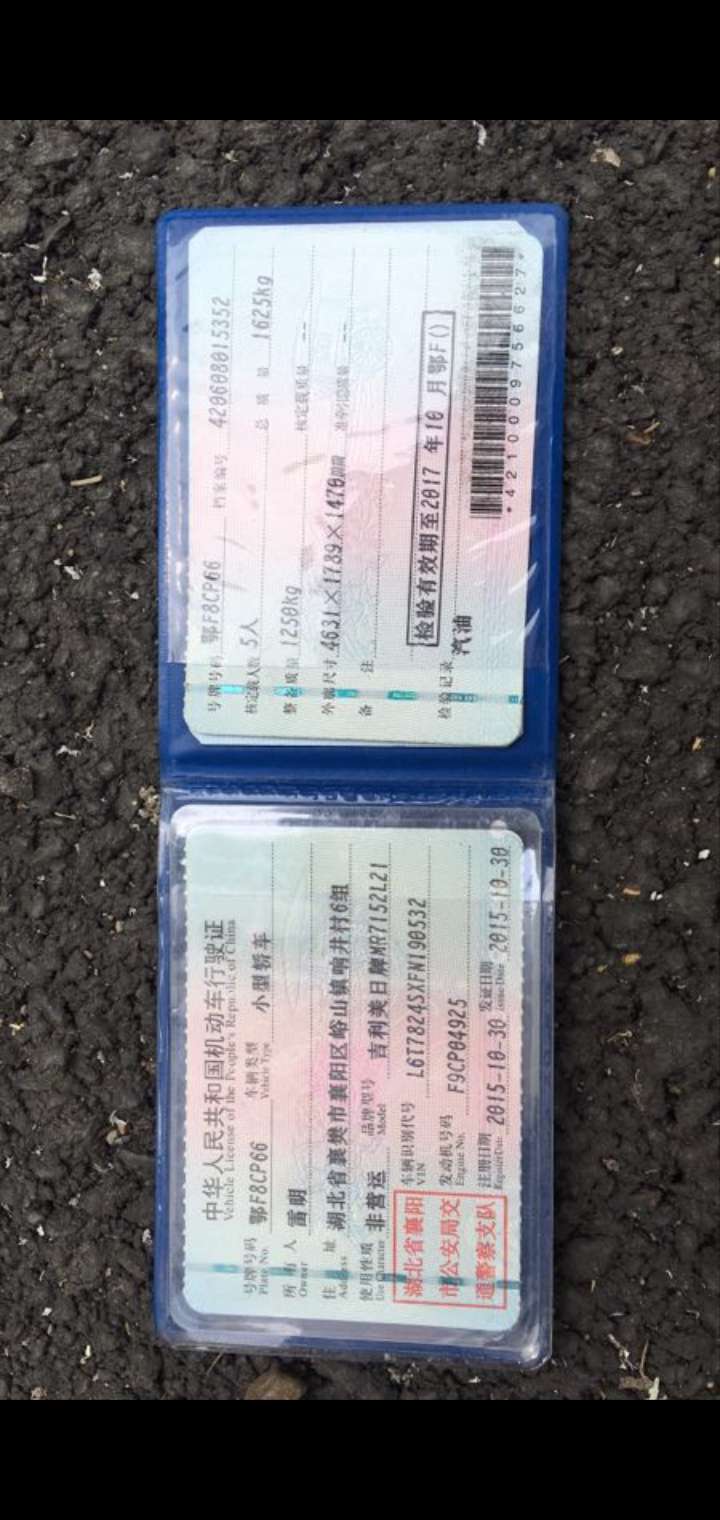 中华人民共和国机动车行驶证
Vehicle License of the People's Republic of China
号牌号码 鄂F8CP66 车辆类型 小型轿车
Plate No. Vehicle Type
所有人 雷明
Owner
住址 湖北省襄樊市襄阳区峪山镇响井村6组
Address
使用性质 非营运 品牌型号 吉利美日牌MR7152L21
Use Character Model
湖北省襄阳
市公安局交
通警察支队
车辆识别代号 L6T7824SXFN190532
VIN
发动机号码 F9CP04925
Engine No.
注册日期 2015-10-30 发证日期 2015-10-30
Register Date Issue Date
号牌号码 鄂F8CP66 档案编号 420608015352
核定载人数 5人 总质量 1625kg
整备质量 1250kg 核定载质量 --
外廓尺寸 4631×1789×1470mm 准牵引总质量 --
备注
检验有效期至2017年10月鄂F()
检验记录
汽油
*4210009756627*